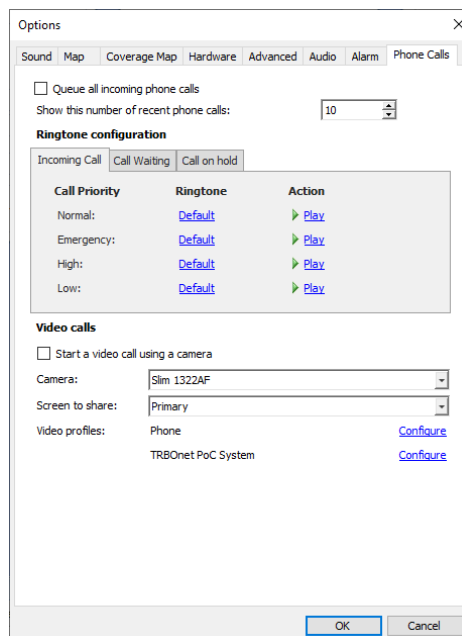 Options
Sound Map Coverage Map Hardware Advanced Audio Alarm Phone Calls
Queue all incoming phone calls
Show this number of recent phone calls: 10
Ringtone configuration
Incoming Call Call Waiting Call on hold
Call Priority Ringtone Action
Normal: Default Play
Emergency: Default Play
High: Default Play
Low: Default Play
Video calls
Start a video call using a camera
Camera: Slim 1322AF
Screen to share: Primary
Video profiles: Phone Configure
TRBOnet PoC System Configure
OK Cancel